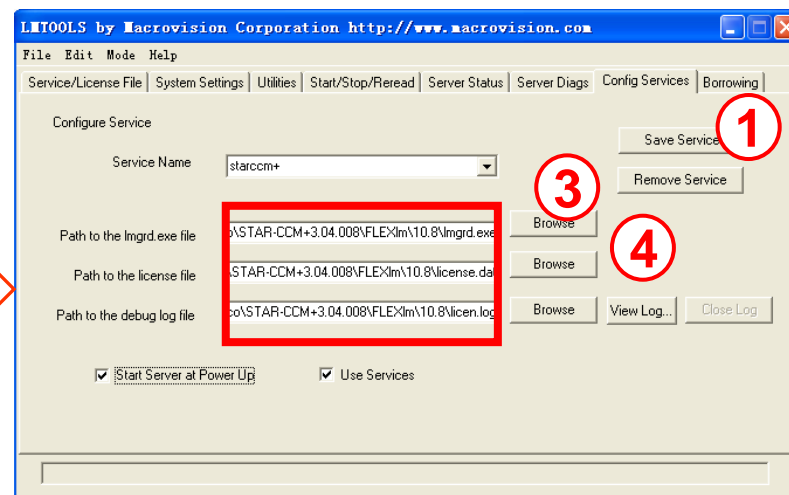 LMTOOLS by Macrovision Corporation http://www.macrovision.com
File Edit Mode Help
Service/License File System Settings Utilities Start/Stop/Reread Server Status Server Diags Config Services Borrowing
Configure Service
Save Service
1
Service Name starccm+
Remove Service
3
Path to the lmgrd.exe file o\STAR-CCM+3.04.008\FLEXlm\10.8\lmgrd.exe Browse
4
Path to the license file \STAR-CCM+3.04.008\FLEXlm\10.8\license.da Browse
Path to the debug log file co\STAR-CCM+3.04.008\FLEXlm\10.8\licen.log Browse View Log... Close Log
Start Server at Power Up Use Services